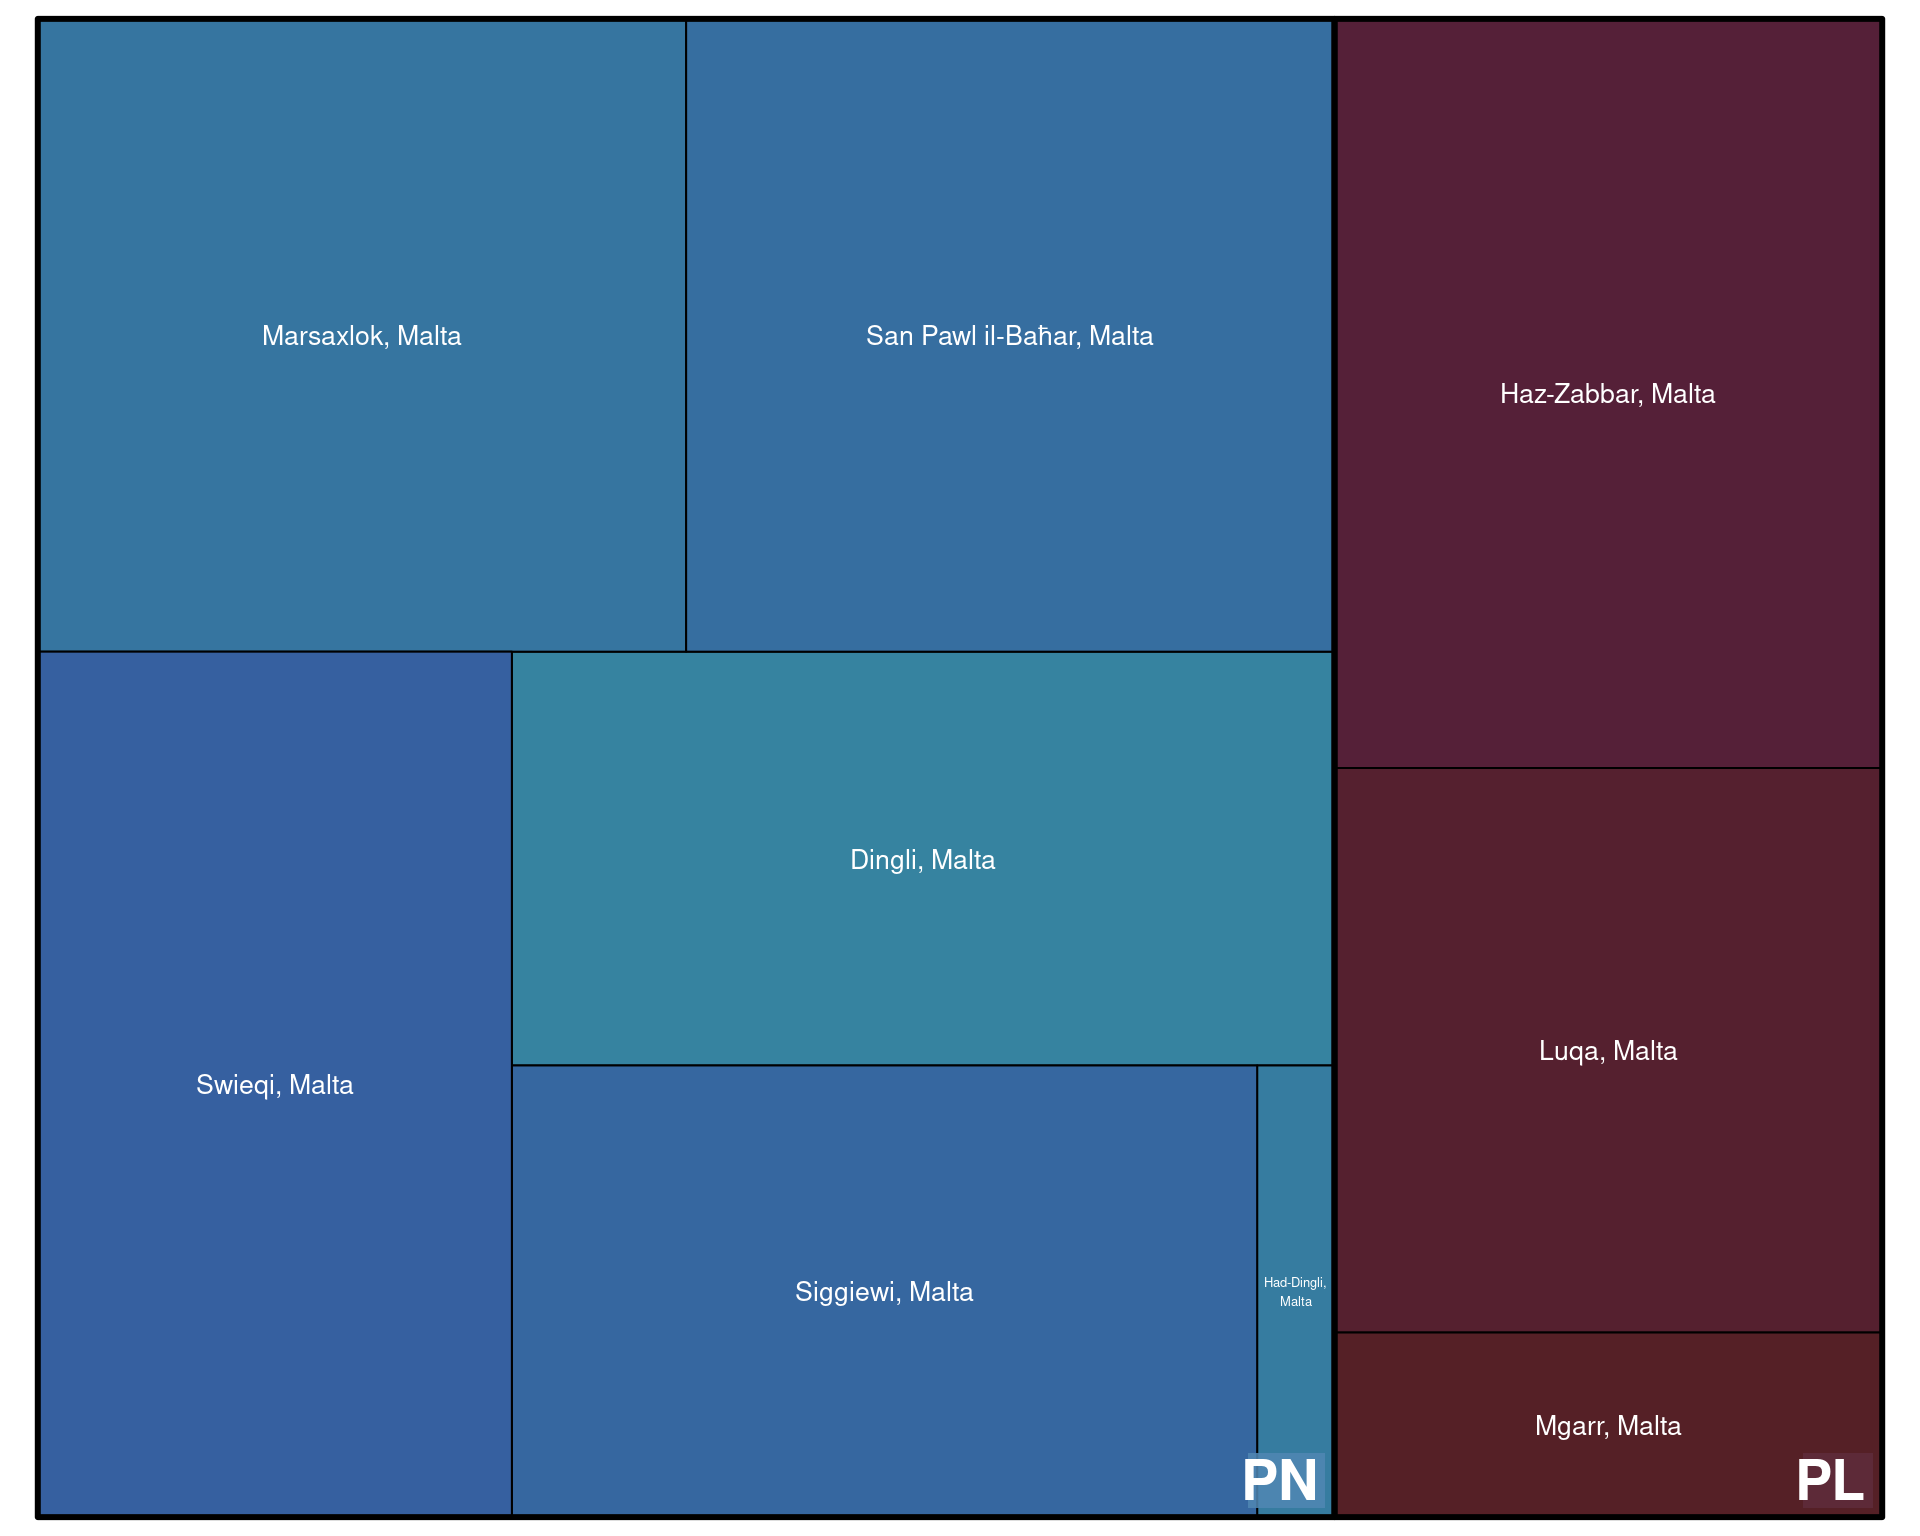 Marsaxlok, Malta
San Pawl il-Baħar, Malta
Haz-Zabbar, Malta
Dingli, Malta
Luqa, Malta
Swieqi, Malta
Siggiewi, Malta
Had-Dingli,
Malta
Mgarr, Malta
PN
PL